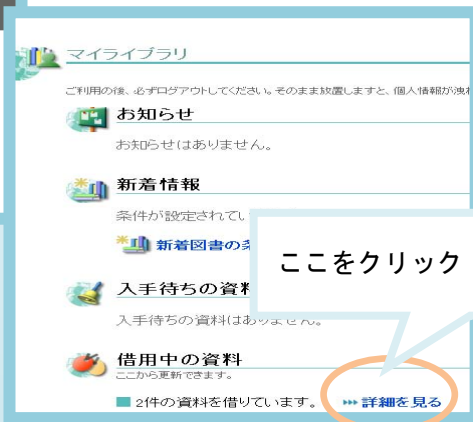 マイライブラリ
ご利用の後、必ずログアウトしてください。そのまま放置しますと、個人情報が洩
お知らせ
お知らせはありません。
新着情報
条件が設定されてい
新着図書の
ここをクリック
入手待ちの資
入手待ちの資料はありません。
借用中の資料
ここから更新できます。
2件の資料を借りています。 詳細を見る